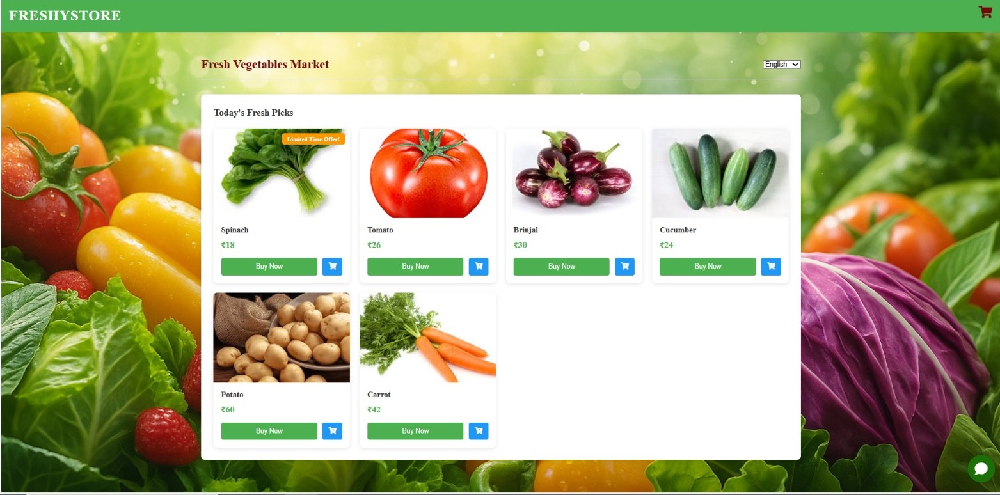 FRESHYSTORE
Fresh Vegetables Market
English
Today's Fresh Picks
Limited Time Offer!
Spinach
₹18
Buy Now
Tomato
₹26
Buy Now
Brinjal
₹30
Buy Now
Cucumber
₹24
Buy Now
Potato
₹60
Buy Now
Carrot
₹42
Buy Now